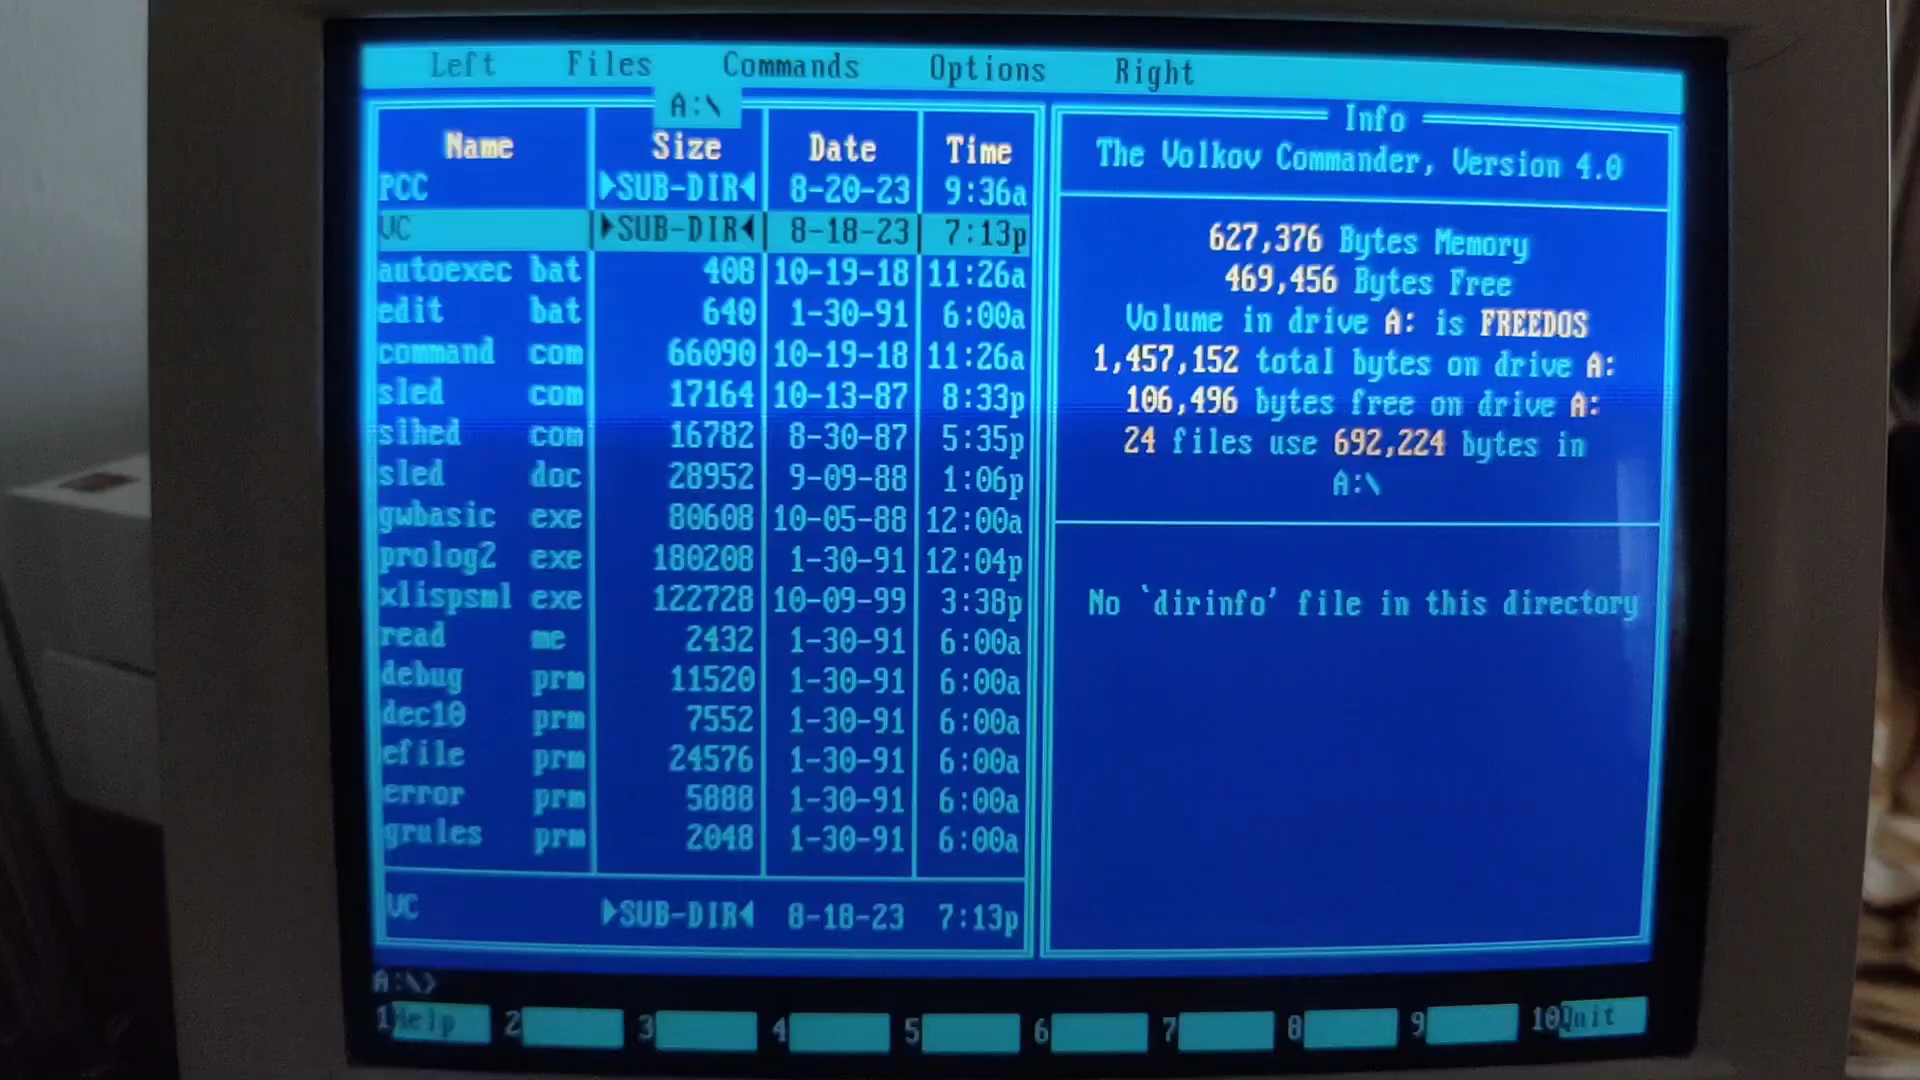 Left Files Commands Options Right
A:\
Name Size Date Time
PCC ►SUB-DIR◄ 8-20-23 9:36a
VC ►SUB-DIR◄ 8-18-23 7:13p
autoexec bat 408 10-19-18 11:26a
edit bat 640 1-30-91 6:00a
command com 66090 10-19-18 11:26a
sled com 17164 10-13-87 8:33p
slhed com 16782 8-30-87 5:35p
sled doc 28952 9-09-88 1:06p
gwbasic exe 80608 10-05-88 12:00a
prolog2 exe 180208 1-30-91 12:04p
xlispsml exe 122728 10-09-99 3:38p
read me 2432 1-30-91 6:00a
debug prm 11520 1-30-91 6:00a
dec10 prm 7552 1-30-91 6:00a
efile prm 24576 1-30-91 6:00a
error prm 5888 1-30-91 6:00a
grules prm 2048 1-30-91 6:00a
VC ►SUB-DIR◄ 8-18-23 7:13p
Info
The Volkov Commander, Version 4.0
627,376 Bytes Memory
469,456 Bytes Free
Volume in drive A: is FREEDOS
1,457,152 total bytes on drive A:
106,496 bytes free on drive A:
24 files use 692,224 bytes in
A:\
No `dirinfo' file in this directory
A:\>
1Help 2 3 4 5 6 7 8 9 10Quit